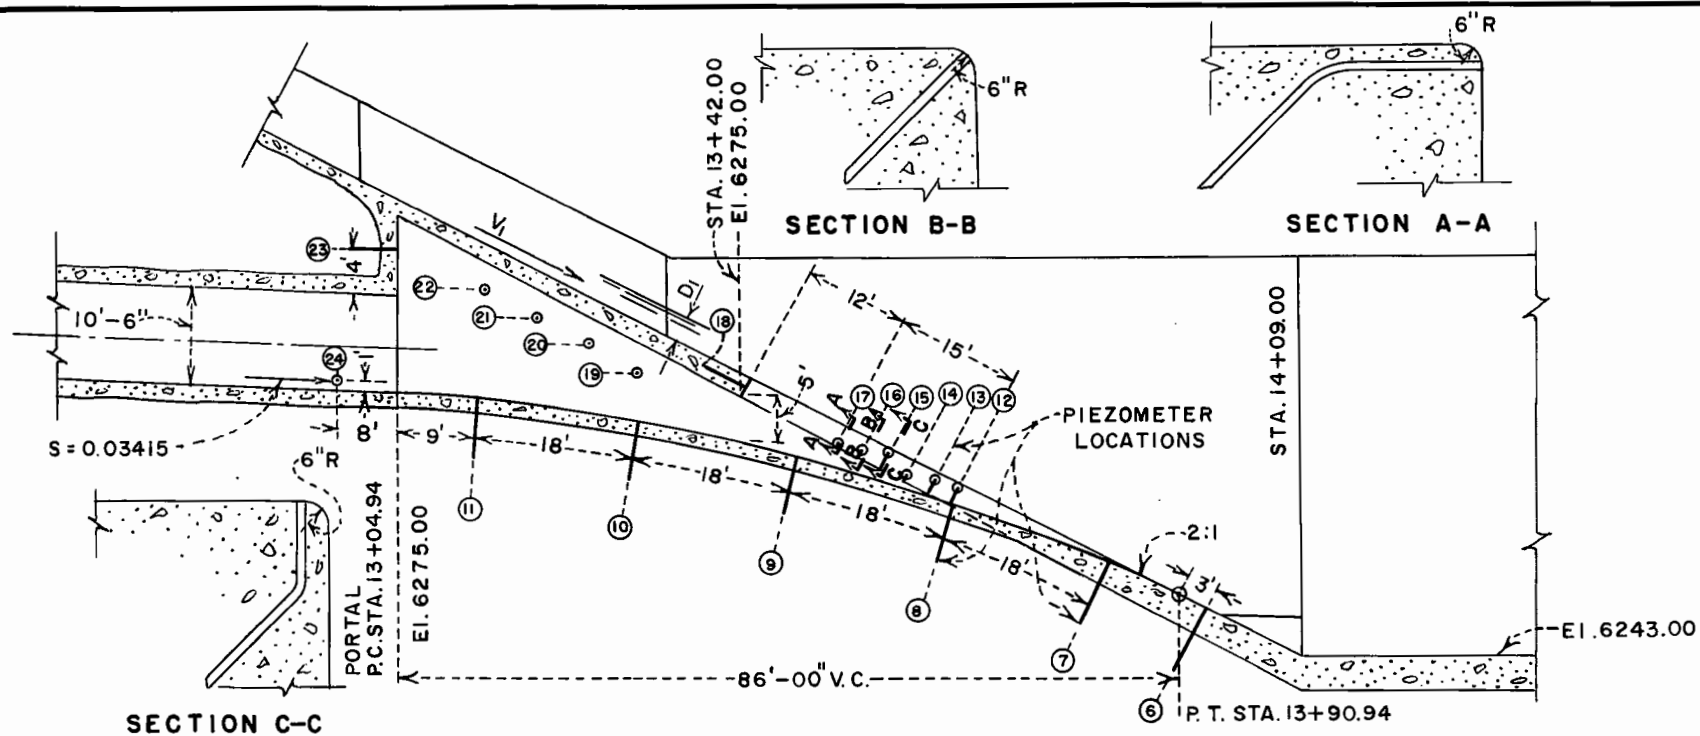 6"R
6"R
STA. 13+42.00
El. 6275.00
SECTION B-B
SECTION A-A
V1
23
4'
22
21
20
19
D1
18
12'
15'
10'-6"
24
1'
5'
A
17
B
16
C
15
14
13
12
A
B
C
PIEZOMETER
LOCATIONS
STA. 14+09.00
S = 0.03415
8'
9'
18'
18'
18'
18'
6"R
11
10
9
8
7
6
2:1
3'
El. 6243.00
PORTAL
P.C. STA. 13+04.94
El. 6275.00
86'-00" V.C.
P. T. STA. 13+90.94
SECTION C-C